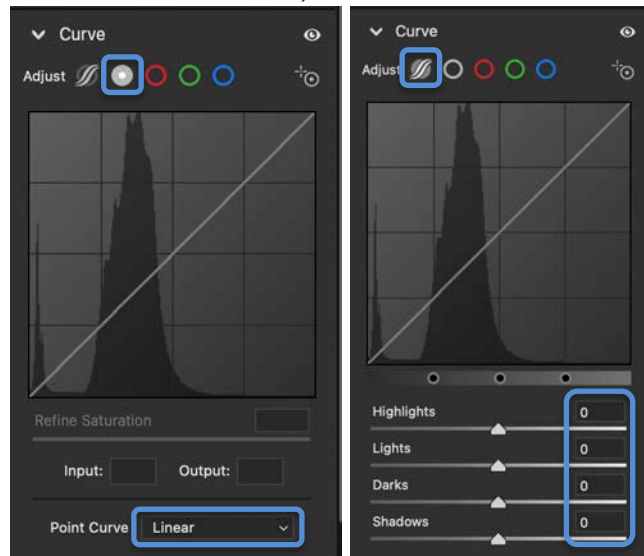 Curve
Adjust
Refine Saturation
Input: Output:
Point Curve Linear
Curve
Adjust
Highlights 0
Lights 0
Darks 0
Shadows 0